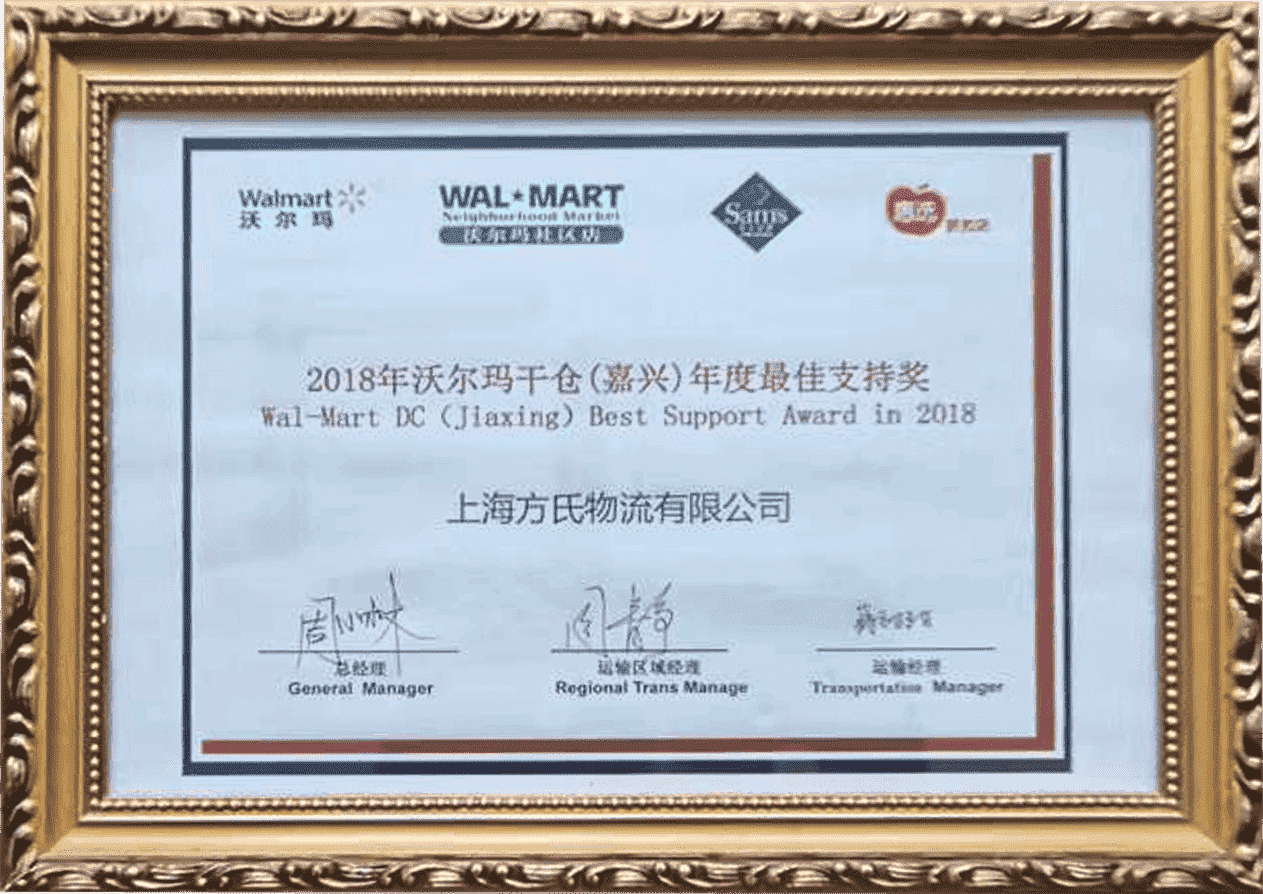 Walmart
沃尔玛
WAL★MART
Neighborhood Market
沃尔玛社区店
Sam's
惠选
2018年沃尔玛干仓(嘉兴)年度最佳支持奖
Wal-Mart DC (Jiaxing) Best Support Award in 2018
上海方氏物流有限公司
总经理
General Manager
运输区域经理
Regional Trans Manage
运输经理
Transportation Manager